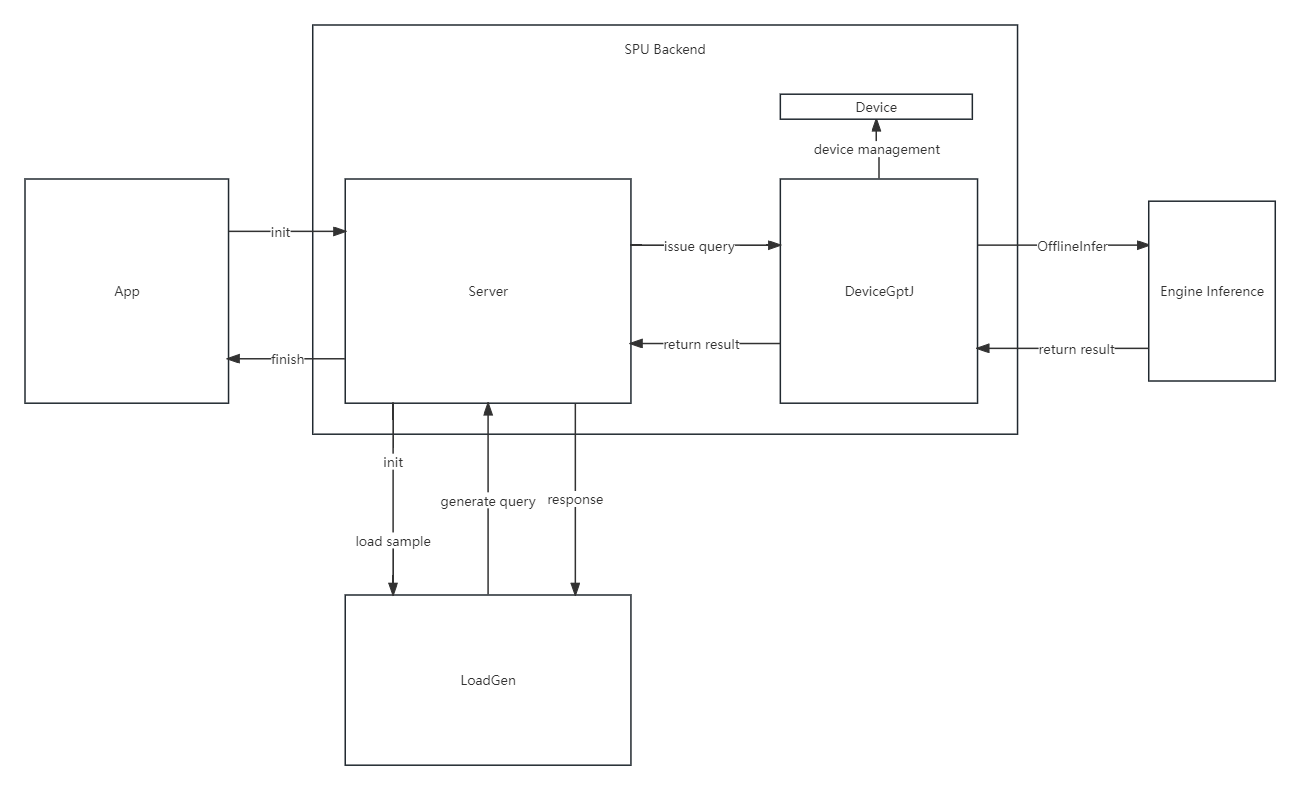 SPU Backend
Device
device management
init
issue query
OfflineInfer
App
Server
DeviceGptJ
Engine Inference
return result
return result
finish
init
generate query
response
load sample
LoadGen